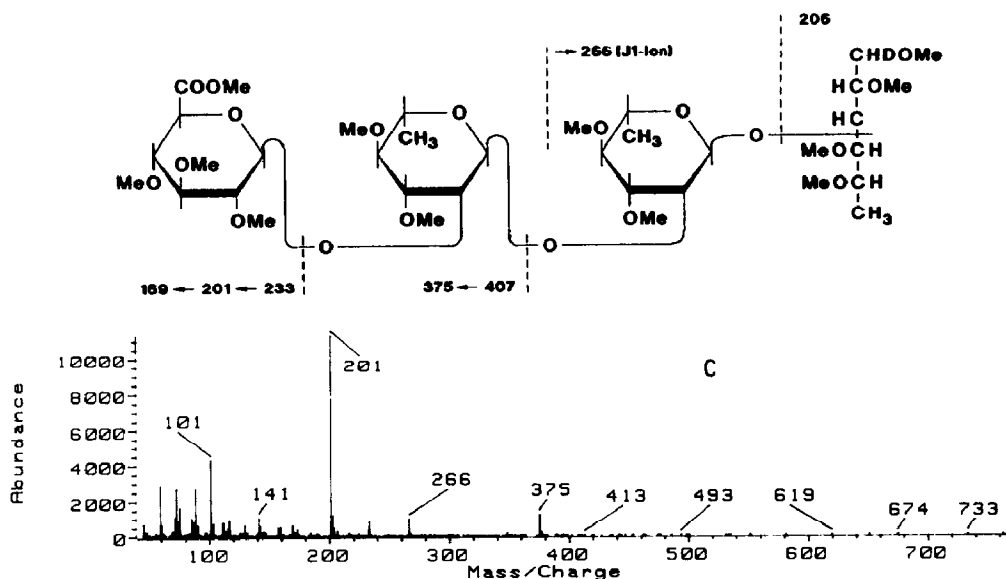 206
→ 266 (J1-Ion)
CHDOMe
COOMe
HCOMe
O
O
O
HC
MeO
CH₃
MeO
CH₃
O
MeOCH
MeO
OMe
MeOCH
OMe
OMe
OMe
CH₃
O
O
169 ← 201 ← 233
375 ← 407
C
201
10000
8000
Abundance
6000
101
4000
266
375
413
493
619
2000
141
674
733
0
100
200
300
400
500
600
700
Mass/Charge